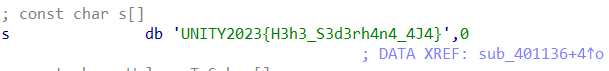 ; const char s[]
s db 'UNITY2023{H3h3_S3d3rh4n4_4J4}',0
; DATA XREF: sub_401136+4↑o